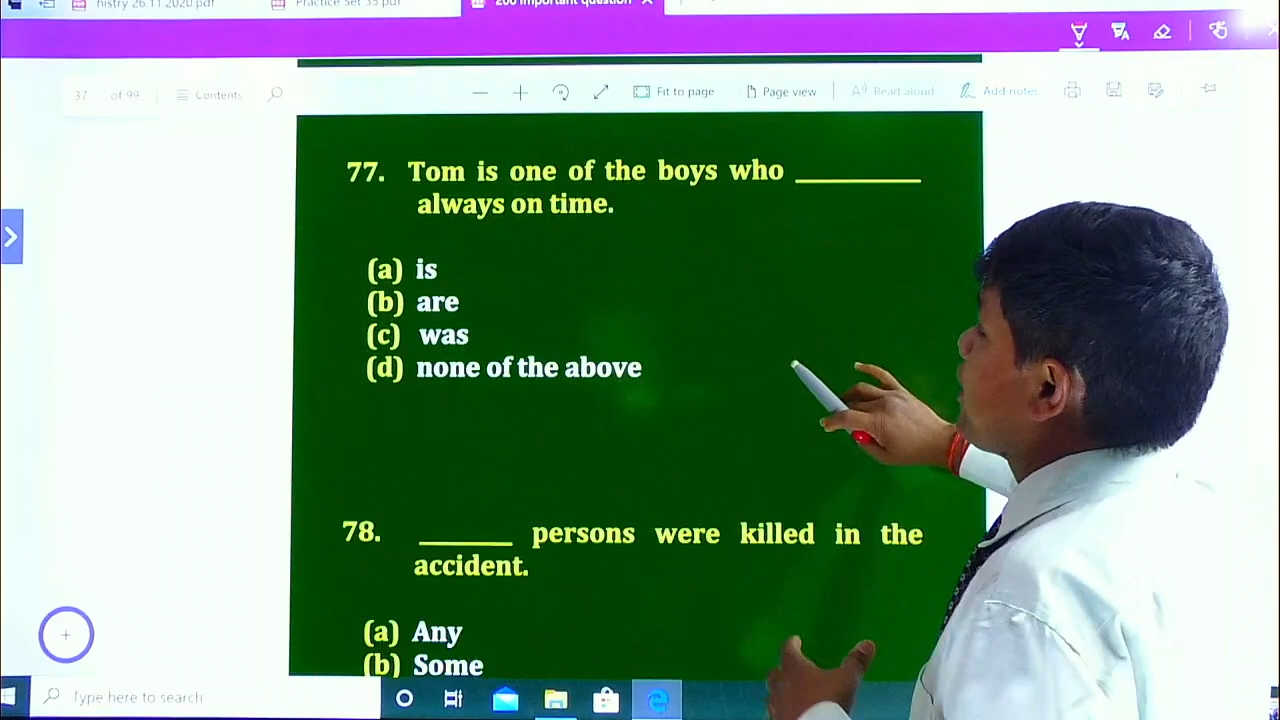 histry 26.11.2020.pdf
Practice Set 35.pdf
200 important question
37 of 99
Contents
Fit to page
Page view
Read aloud
Add notes
77. Tom is one of the boys who ________
always on time.
(a) is
(b) are
(c) was
(d) none of the above
78. ________ persons were killed in the
accident.
(a) Any
(b) Some
Type here to search